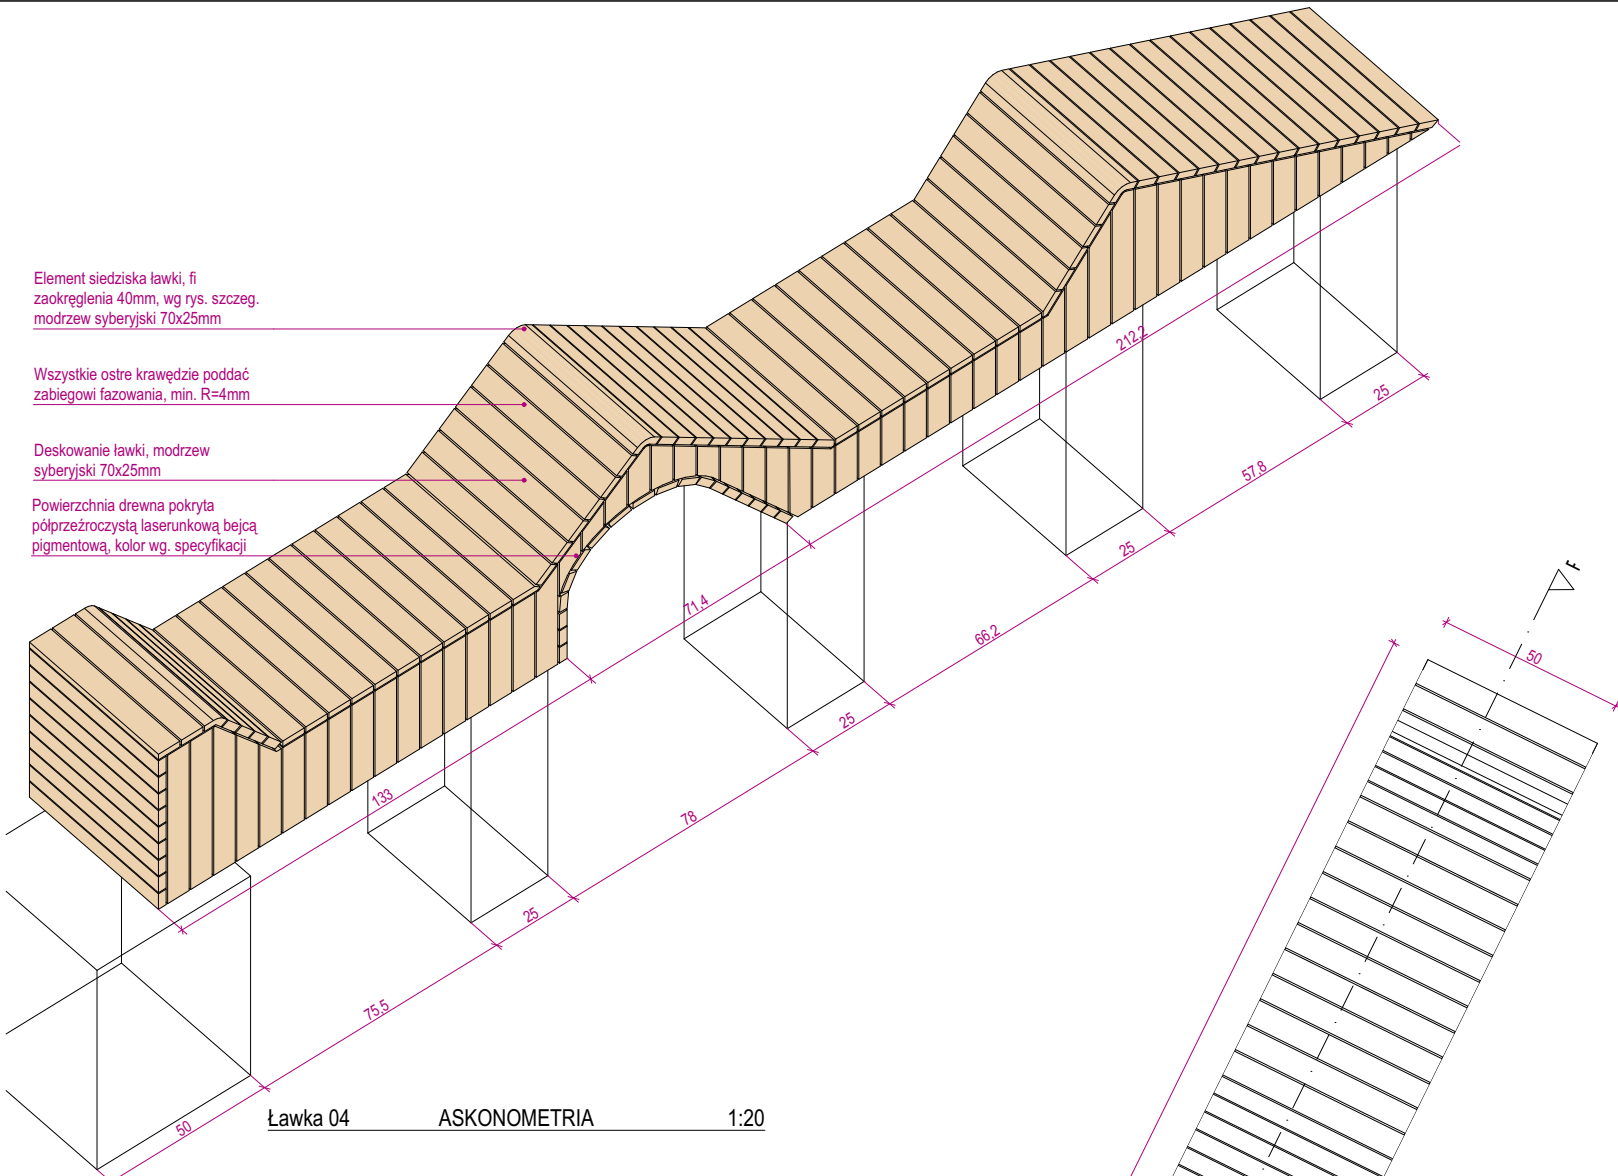 Element siedziska ławki, fi
zaokręglenia 40mm, wg rys. szczeg.
modrzew syberyjski 70x25mm
Wszystkie ostre krawędzie poddać
zabiegowi fazowania, min. R=4mm
Deskowanie ławki, modrzew
syberyjski 70x25mm
Powierzchnia drewna pokryta
półprzeźroczystą laserunkową bejcą
pigmentową, kolor wg. specyfikacji
212,2
25
57,8
25
66,2
71,4
25
78
133
25
75,5
50
F
50
Ławka 04 ASKONOMETRIA 1:20